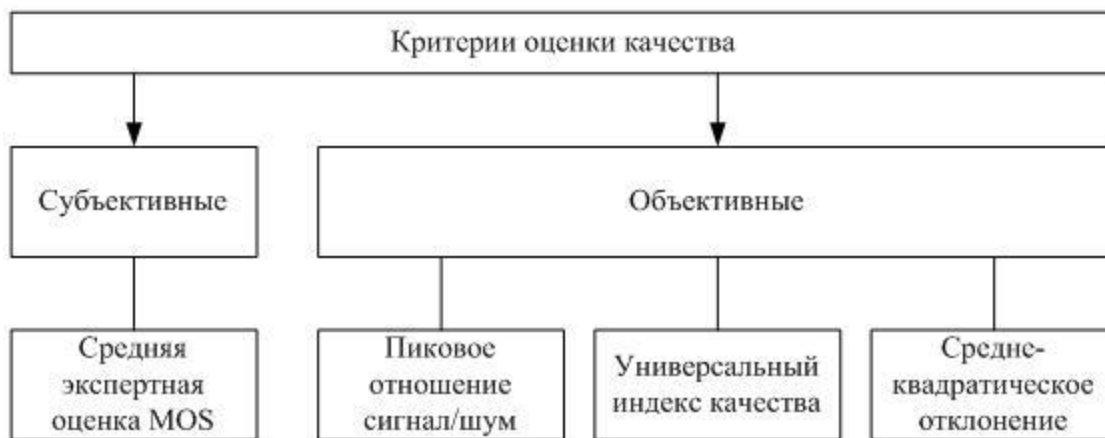 Критерии оценки качества
Субъективные
Объективные
Средняя
экспертная
оценка MOS
Пиковое
отношение
сигнал/шум
Универсальный
индекс качества
Средне-
квадратическое
отклонение